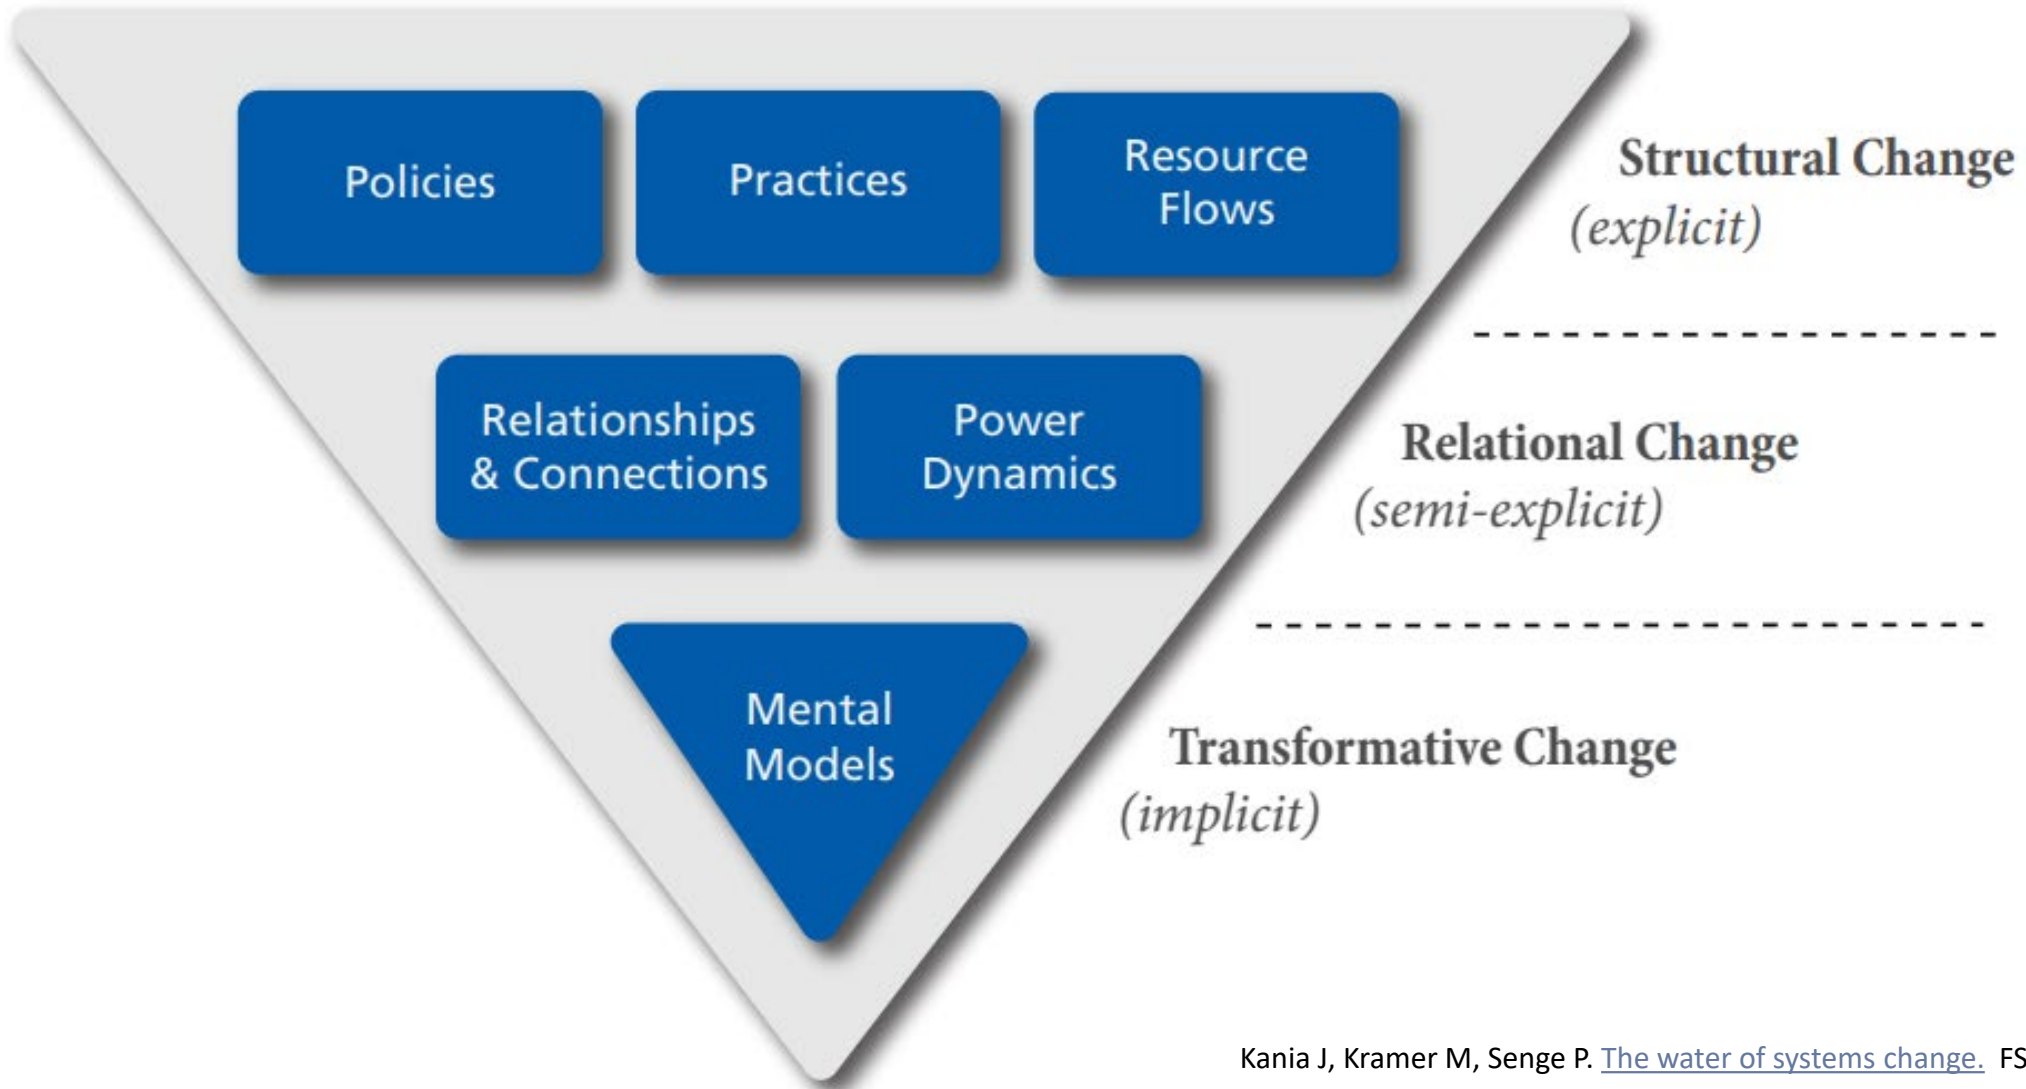 Policies
Practices
Resource
Flows
Structural Change
(explicit)
Relationships
& Connections
Power
Dynamics
Relational Change
(semi-explicit)
Mental
Models
Transformative Change
(implicit)
Kania J, Kramer M, Senge P. The water of systems change. FS